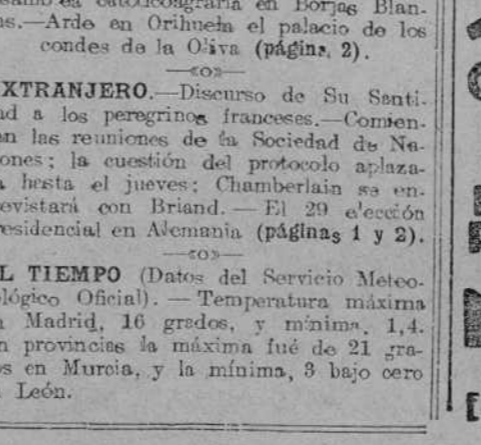 católicoagraria en Borjas Blan-
as.—Arde en Orihuela el palacio de los
condes de la Oliva (página 2).
—«o»—
XTRANJERO.—Discurso de Su Santi-
ad a los peregrinos franceses.—Comien-
an las reuniones de la Sociedad de Na-
ones; la cuestión del protocolo aplaza-
a hasta el jueves; Chamberlain se en-
evistará con Briand. — El 29 elección
residencial en Alemania (páginas 1 y 2).
—«o»—
L TIEMPO (Datos del Servicio Meteo-
ológico Oficial). — Temperatura máxima
n Madrid, 16 grados, y mínima, 1,4.
n provincias la máxima fué de 21 gra-
os en Murcia, y la mínima, 3 bajo cero
León.